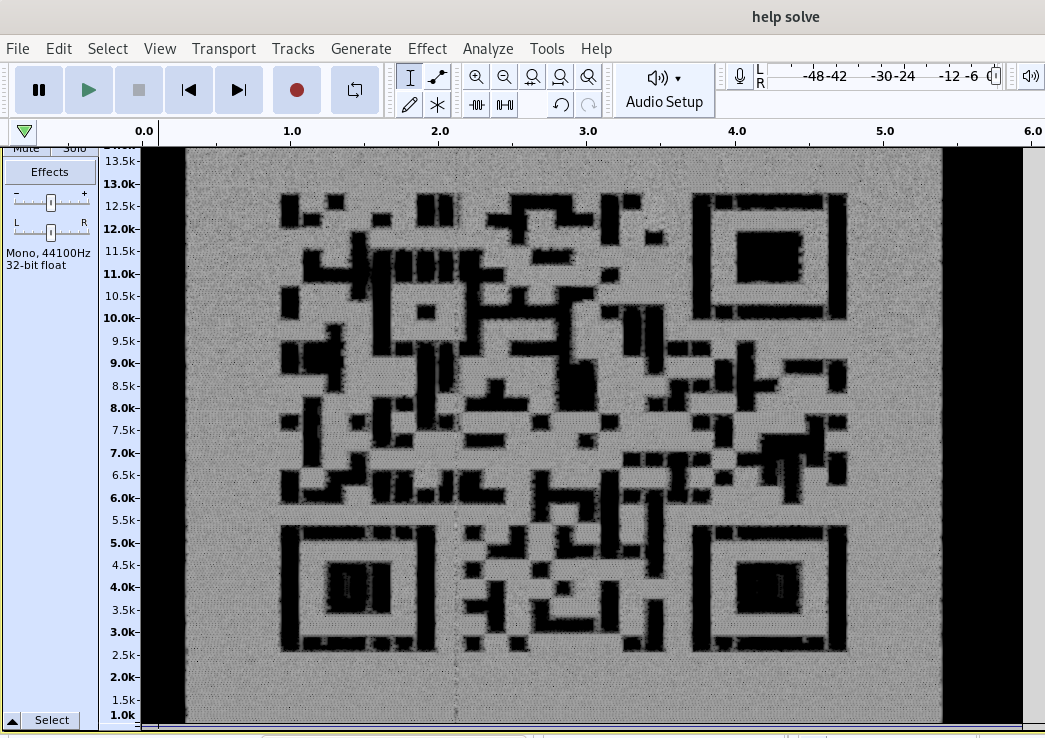 help solve
File Edit Select View Transport Tracks Generate Effect Analyze Tools Help
L R -48 -42 -30 -24 -12 -6 0
Audio Setup
0.0 1.0 2.0 3.0 4.0 5.0 6.0
Mute Solo
Effects
- +
L R
Mono, 44100Hz
32-bit float
Select
13.5k
13.0k
12.5k
12.0k
11.5k
11.0k
10.5k
10.0k
9.5k
9.0k
8.5k
8.0k
7.5k
7.0k
6.5k
6.0k
5.5k
5.0k
4.5k
4.0k
3.5k
3.0k
2.5k
2.0k
1.5k
1.0k